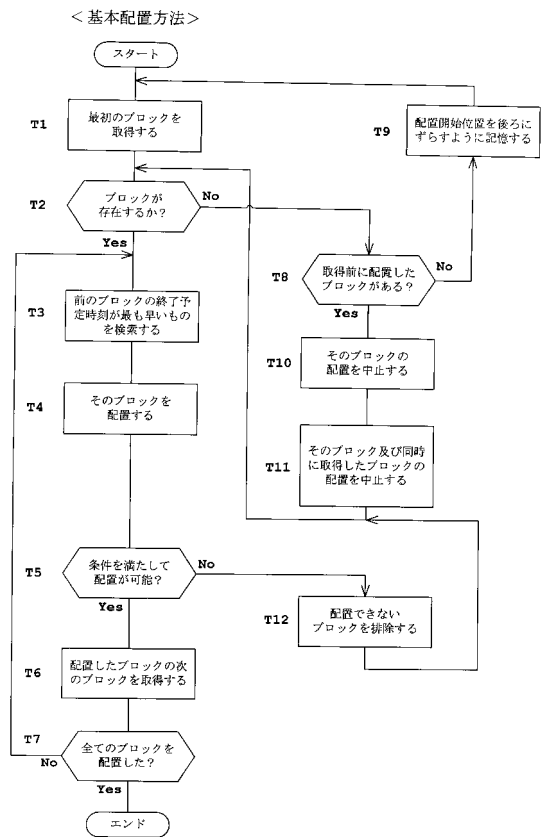 ＜基本配置方法＞
スタート
T1
最初のブロックを
取得する
T9
配置開始位置を後ろに
ずらすように記憶する
T2
ブロックが
存在するか?
No
Yes
T8
取得前に配置した
ブロックがある?
No
Yes
T3
前のブロックの終了予
定時刻が最も早いもの
を検索する
T10
そのブロックの
配置を中止する
T4
そのブロックを
配置する
T11
そのブロック及び同時
に取得したブロックの
配置を中止する
T5
条件を満たして
配置が可能?
No
Yes
T12
配置できない
ブロックを排除する
T6
配置したブロックの次
のブロックを取得する
T7
全てのブロックを
配置した?
No
Yes
エンド